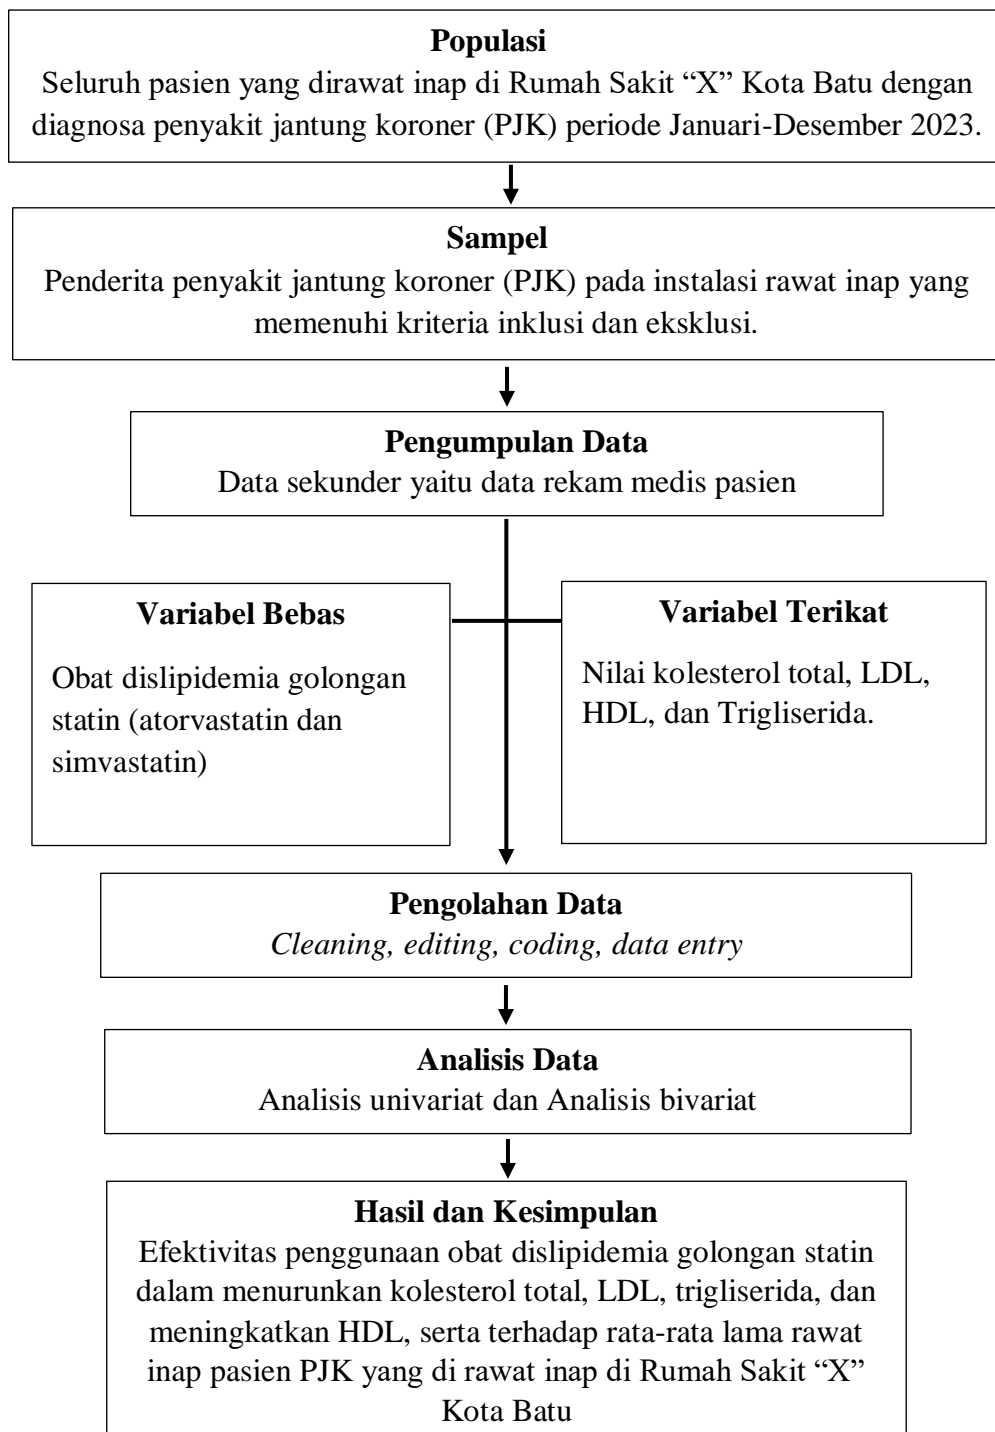 Populasi
Seluruh pasien yang dirawat inap di Rumah Sakit “X” Kota Batu dengan
diagnosa penyakit jantung koroner (PJK) periode Januari-Desember 2023.
Sampel
Penderita penyakit jantung koroner (PJK) pada instalasi rawat inap yang
memenuhi kriteria inklusi dan eksklusi.
Pengumpulan Data
Data sekunder yaitu data rekam medis pasien
Variabel Bebas
Obat dislipidemia golongan
statin (atorvastatin dan
simvastatin)
Variabel Terikat
Nilai kolesterol total, LDL,
HDL, dan Trigliserida.
Pengolahan Data
Cleaning, editing, coding, data entry
Analisis Data
Analisis univariat dan Analisis bivariat
Hasil dan Kesimpulan
Efektivitas penggunaan obat dislipidemia golongan statin
dalam menurunkan kolesterol total, LDL, trigliserida, dan
meningkatkan HDL, serta terhadap rata-rata lama rawat
inap pasien PJK yang di rawat inap di Rumah Sakit “X”
Kota Batu